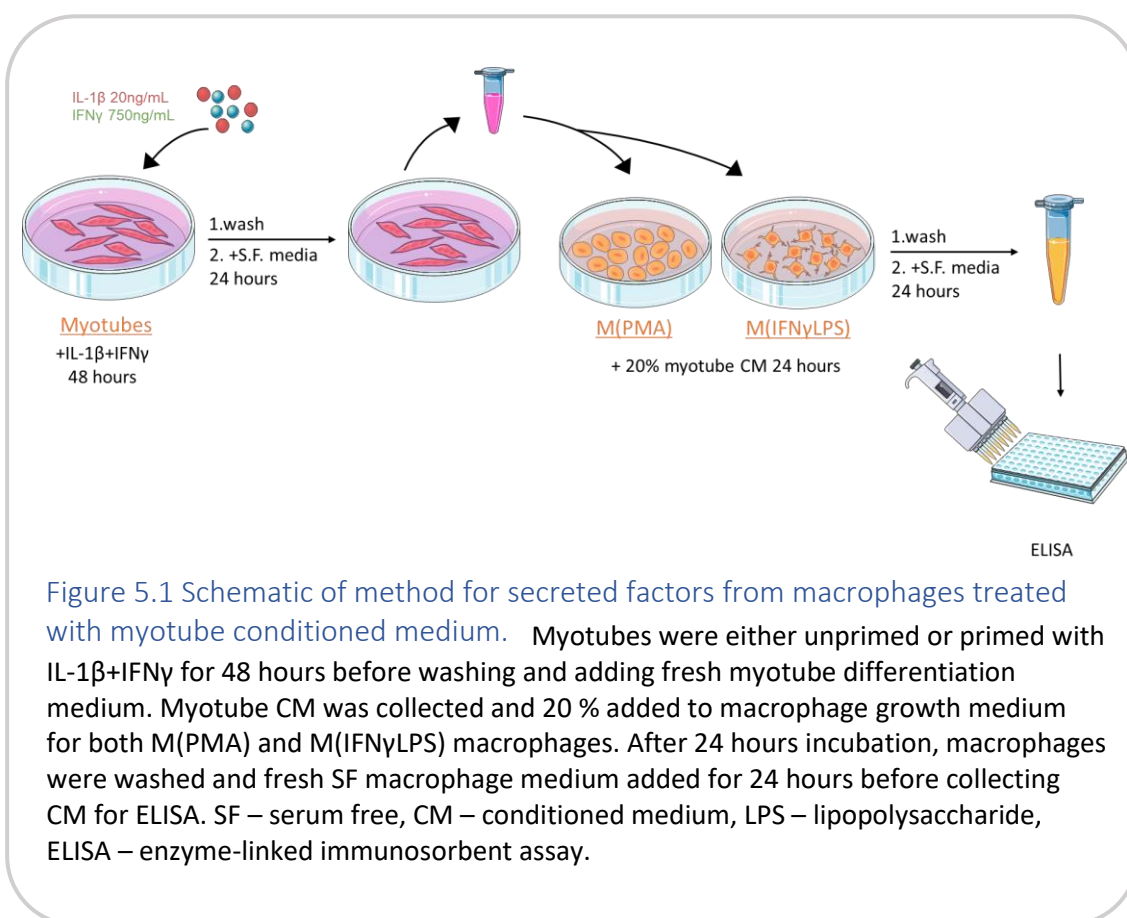 IL-1β 20ng/mL
IFNγ 750ng/mL
1.wash
2. +S.F. media
24 hours
Myotubes
+IL-1β+IFNγ
48 hours
M(PMA)
M(IFNγLPS)
+ 20% myotube CM 24 hours
1.wash
2. +S.F. media
24 hours
ELISA
Figure 5.1 Schematic of method for secreted factors from macrophages treated
with myotube conditioned medium. Myotubes were either unprimed or primed with
IL-1β+IFNγ for 48 hours before washing and adding fresh myotube differentiation
medium. Myotube CM was collected and 20 % added to macrophage growth medium
for both M(PMA) and M(IFNγLPS) macrophages. After 24 hours incubation, macrophages
were washed and fresh SF macrophage medium added for 24 hours before collecting
CM for ELISA. SF – serum free, CM – conditioned medium, LPS – lipopolysaccharide,
ELISA – enzyme-linked immunosorbent assay.